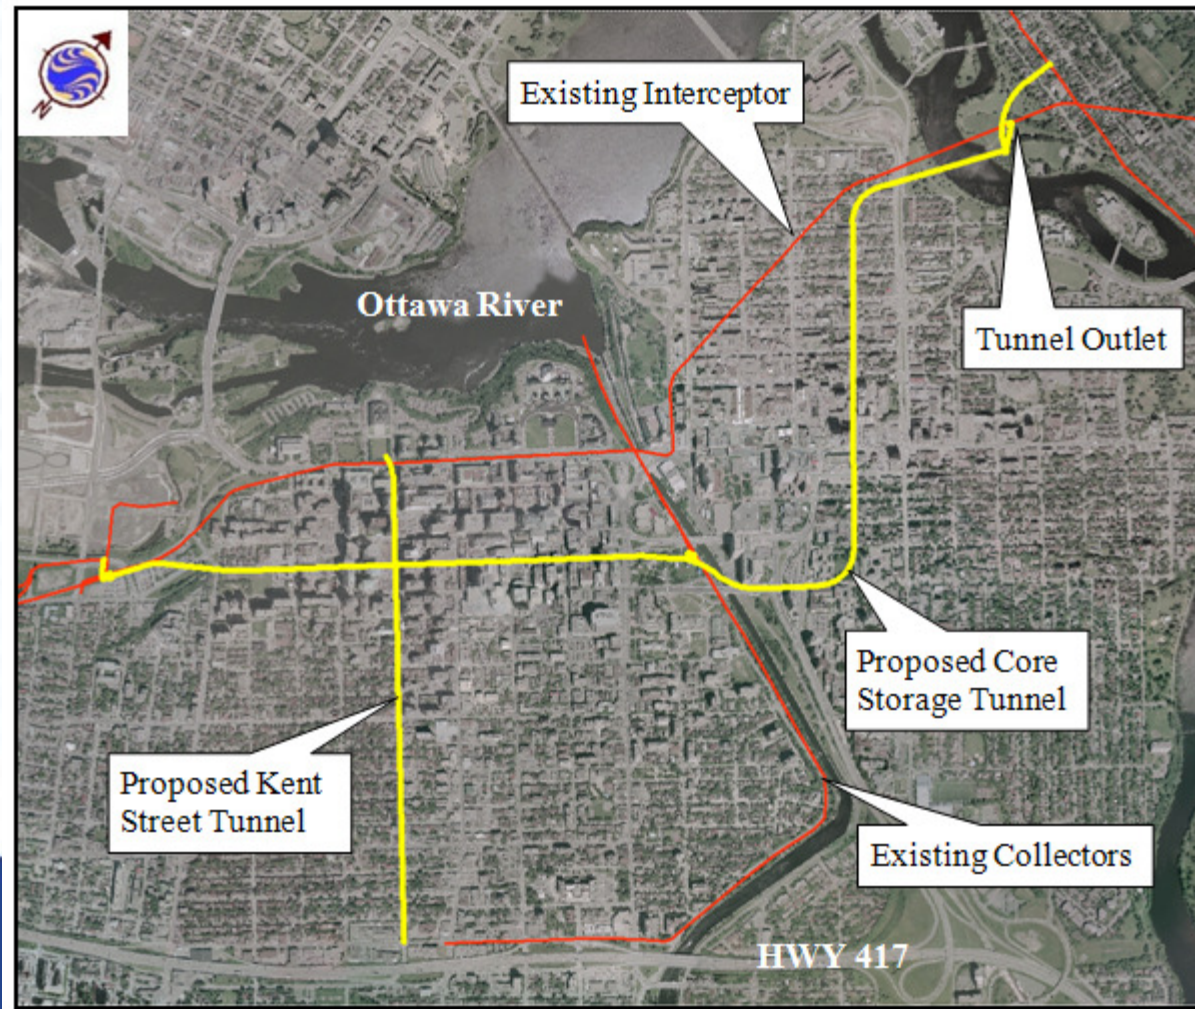 N
Existing Interceptor
Ottawa River
Tunnel Outlet
Proposed Core
Storage Tunnel
Proposed Kent
Street Tunnel
Existing Collectors
HWY 417